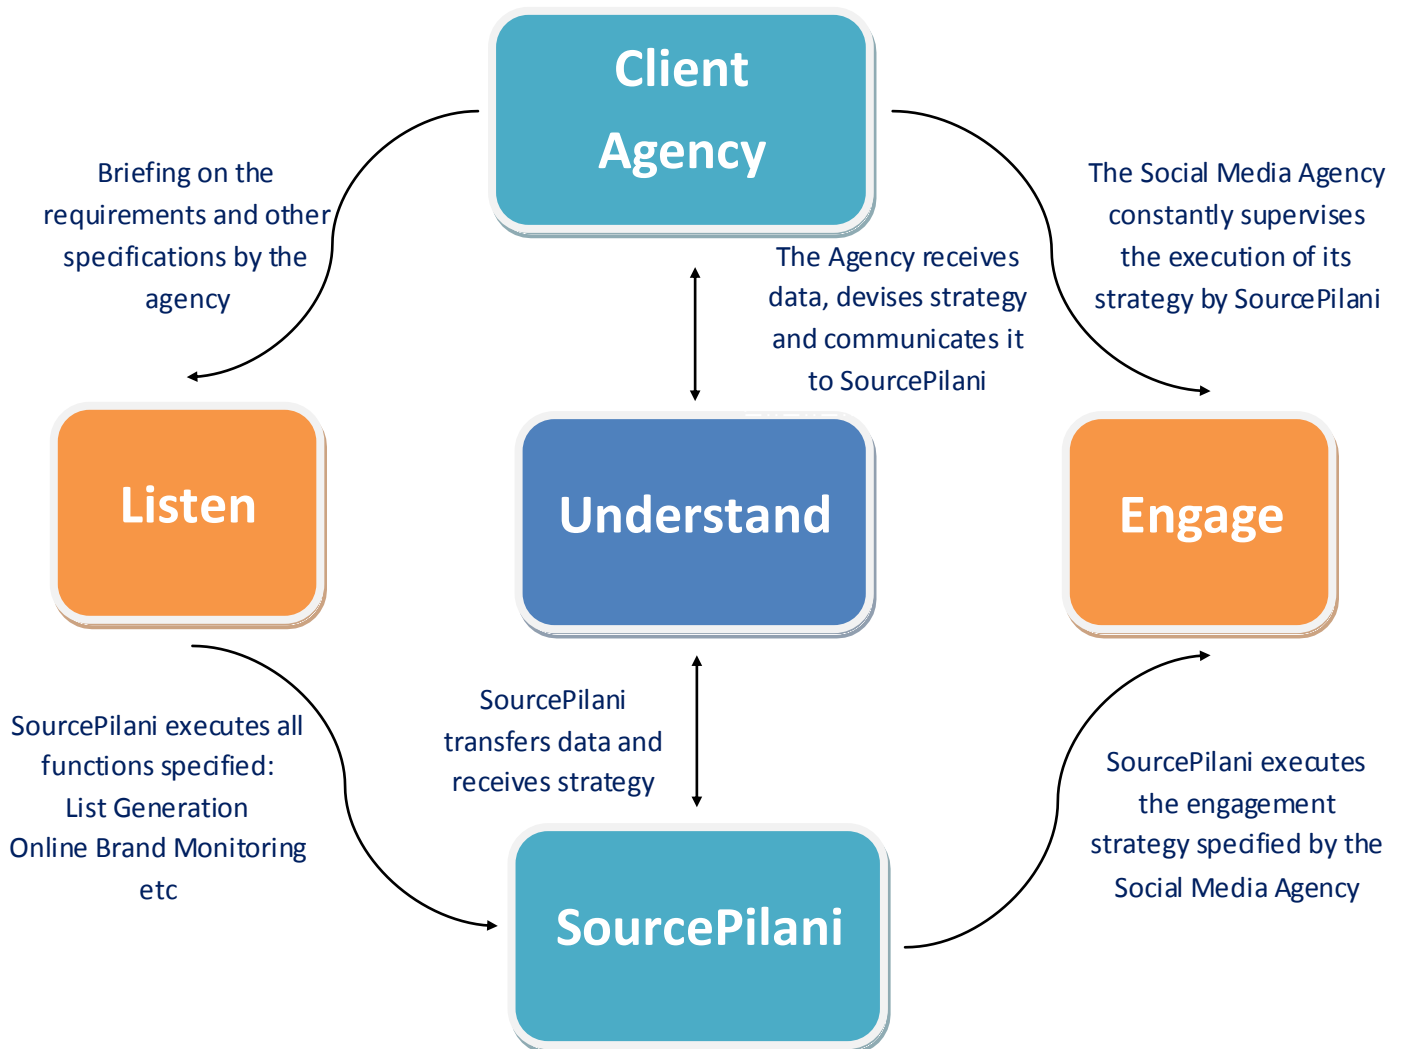 Client
Agency
Briefing on the
requirements and other
specifications by the
agency
The Social Media Agency
constantly supervises
the execution of its
strategy by SourcePilani
The Agency receives
data, devises strategy
and communicates it
to SourcePilani
Listen
Understand
Engage
SourcePilani executes all
functions specified:
List Generation
Online Brand Monitoring
etc
SourcePilani
transfers data and
receives strategy
SourcePilani executes
the engagement
strategy specified by the
Social Media Agency
SourcePilani